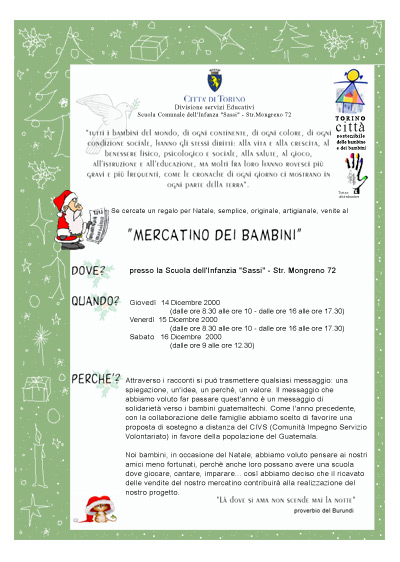 CITTA' DI TORINO
Divisione servizi Educativi
Scuola Comunale dell'Infanza "Sassi" - Str.Mongreno 72
TORINO
città
sostenibile
delle bambine
e dei bambini
"tutti i bambini del mondo, di ogni continente, di ogni colore, di ogni
condizione sociale, hanno gli stessi diritti: alla vita e alla crescita, al
benessere fisico, psicologico e sociale, alla salute, al gioco,
all'istruzione e all'educazione, ma molti fra loro hanno rovesci più
gravi e più frequenti, come le cronache di ogni giorno ci mostrano in
ogni parte della terra".
Se cercate un regalo per Natale, semplice, originale, artigianale, venite al
"MERCATINO DEI BAMBINI"
DOVE? presso la Scuola dell'Infanzia "Sassi" - Str. Mongreno 72
QUANDO? Giovedì 14 Dicembre 2000
(dalle ore 8.30 alle ore 10 - dalle ore 16 alle ore 17.30)
Venerdì 15 Dicembre 2000
(dalle ore 8.30 alle ore 10 - dalle ore 16 alle ore 17.30)
Sabato 16 Dicembre 2000
(dalle ore 9 alle ore 12.30)
PERCHE'? Attraverso i racconti si può trasmettere qualsiasi messaggio: una
spiegazione, un'idea, un perchè, un valore. Il messaggio che
abbiamo voluto far passare quest'anno è un messaggio di
solidarietà verso i bambini guatemaltechi. Come l'anno precedente,
con la collaborazione delle famiglie abbiamo scelto di favorire una
proposta di sostegno a distanza del CIVS (Comunità Impegno Servizio
Volontariato) in favore della popolazione del Guatemala.
Noi bambini, in occasione del Natale, abbiamo voluto pensare ai nostri
amici meno fortunati, perchè anche loro possano avere una scuola
dove giocare, cantare, imparare... così abbiamo deciso che il ricavato
delle vendite del nostro mercatino contribuirà alla realizzazione del
nostro progetto.
"Là dove si ama non scende mai la notte"
proverbio del Burundi